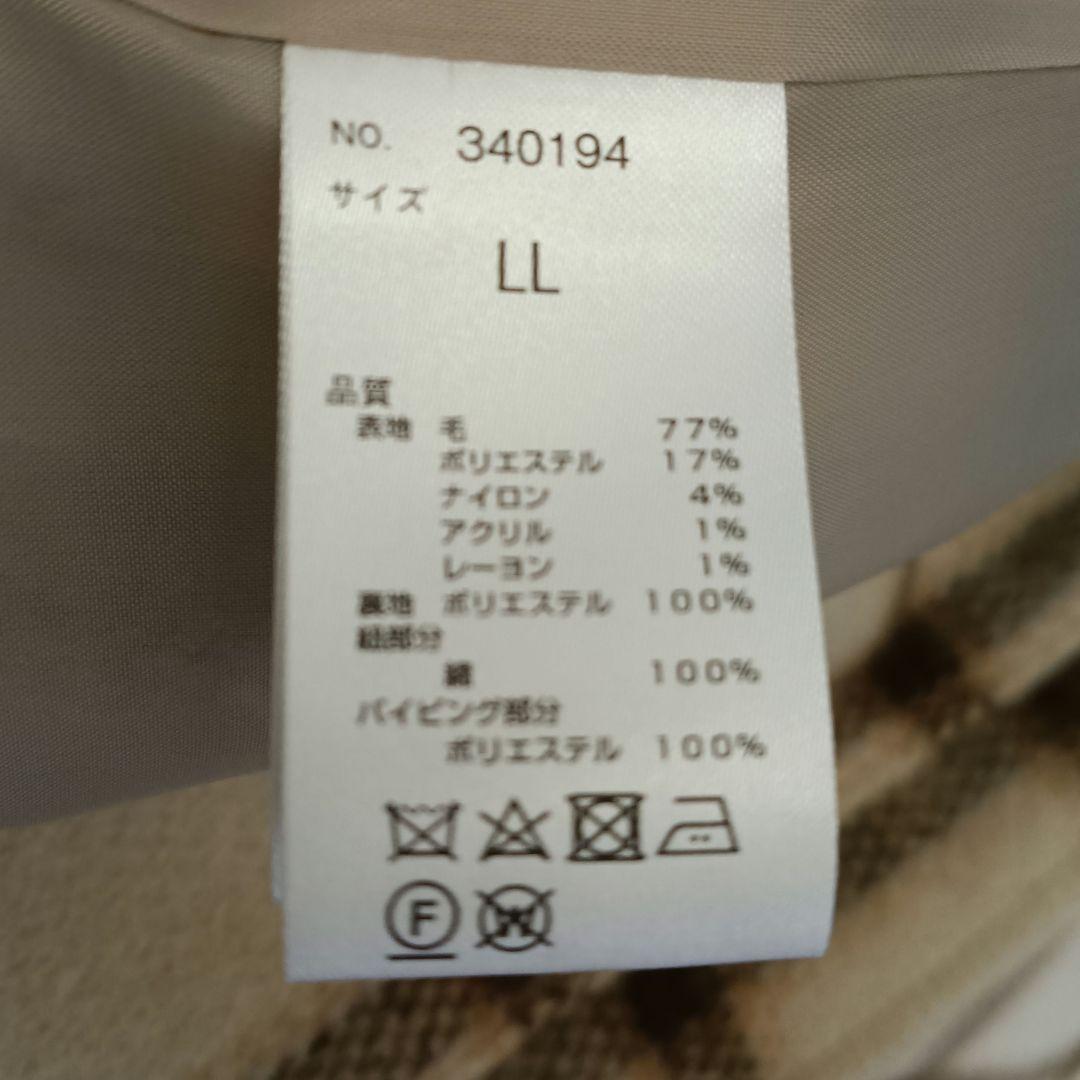 NO. 340194
サイズ
LL
品質
表地 毛 77%
ポリエステル 17%
ナイロン 4%
アクリル 1%
レーヨン 1%
裏地 ポリエステル 100%
紐部分
綿 100%
パイピング部分
ポリエステル 100%
F
W